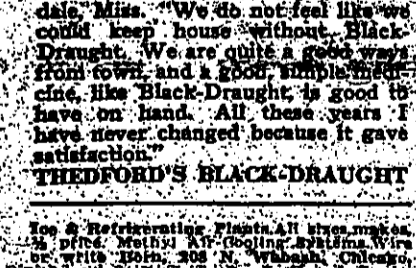 dale, Miss. "We do not feel like we
could keep house without Black-
Draught. We are quite a good ways
from town, and a good, simple medi-
cine, like Black-Draught, is good to
have on hand. All these years I
have never changed because it gave
satisfaction."
THEDFORD'S BLACK-DRAUGHT
Ice & Refrigerating Plants. All sizes, makes,
½ price. Methyl Air-Cooling Systems. Wire
or write Born, 208 N. Wabash, Chicago.